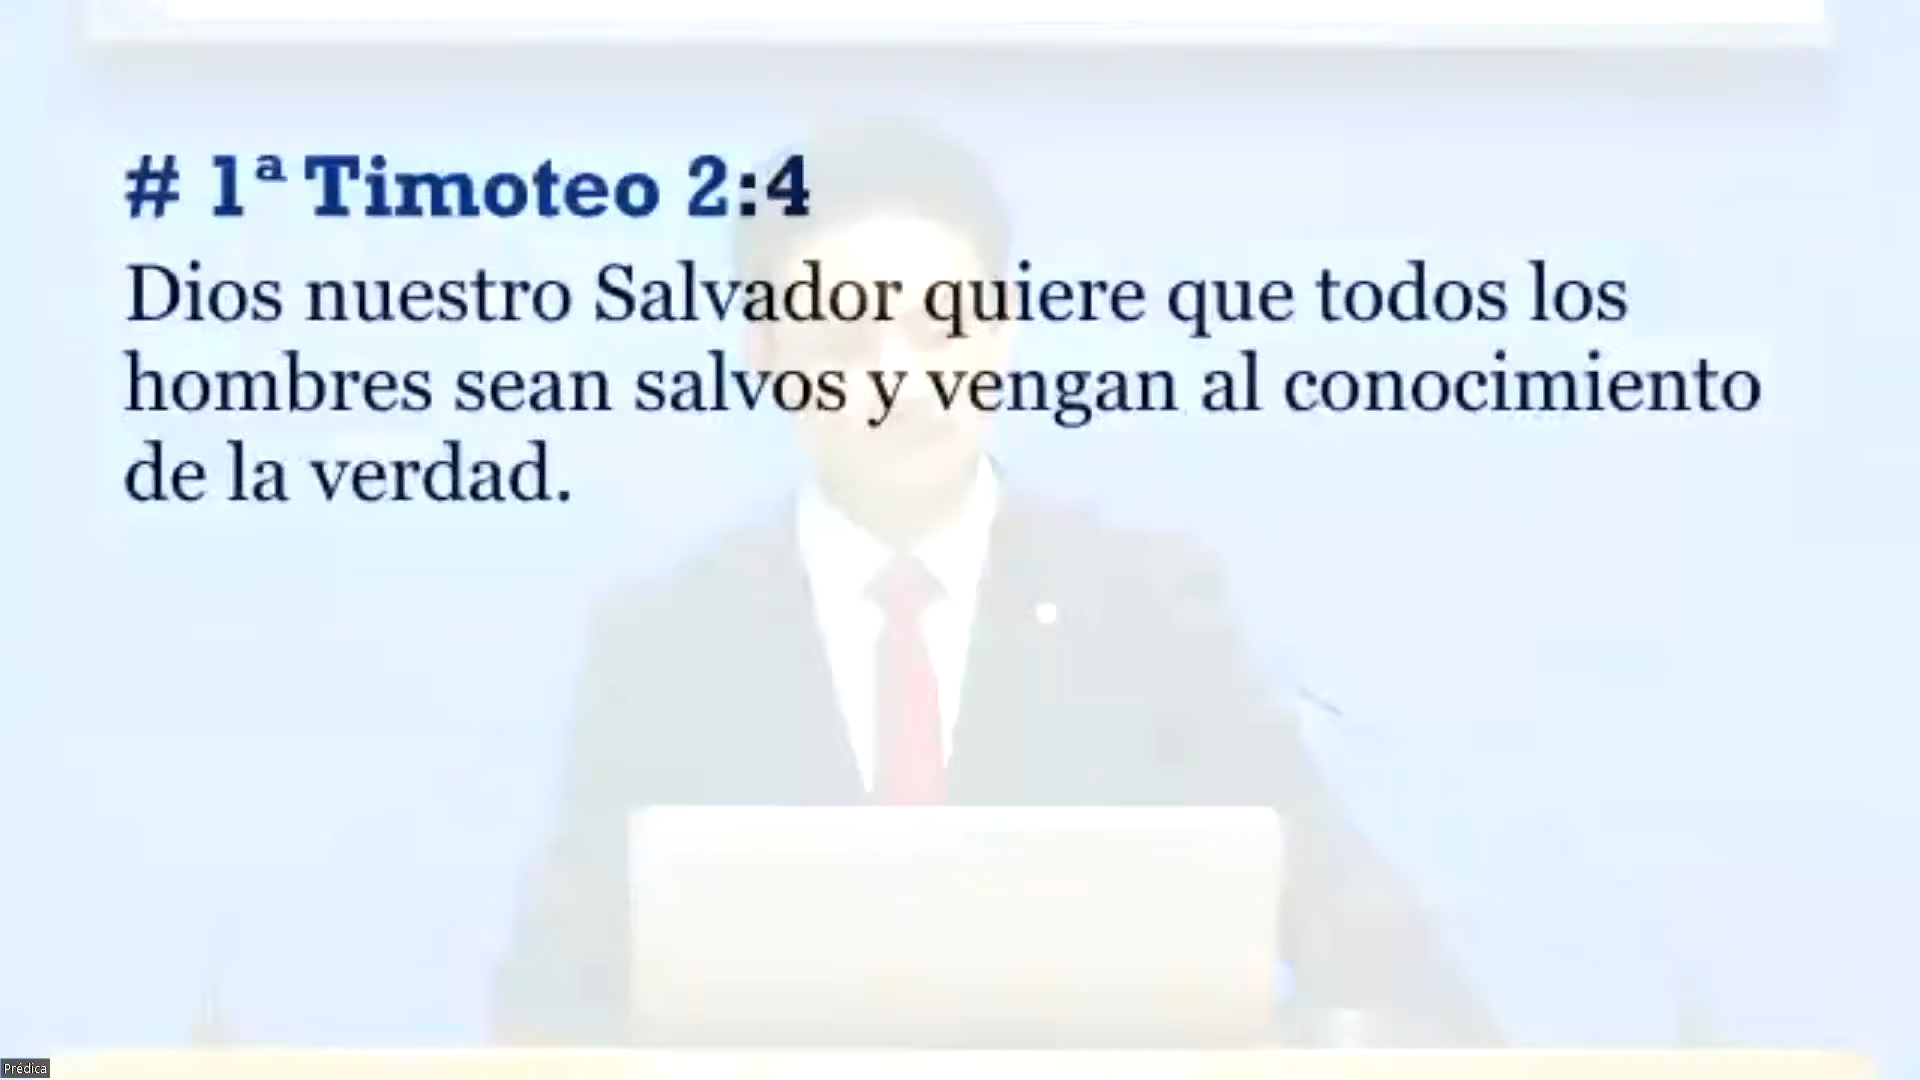 # 1ª Timoteo 2:4
Dios nuestro Salvador quiere que todos los
hombres sean salvos y vengan al conocimiento
de la verdad.
Prédica